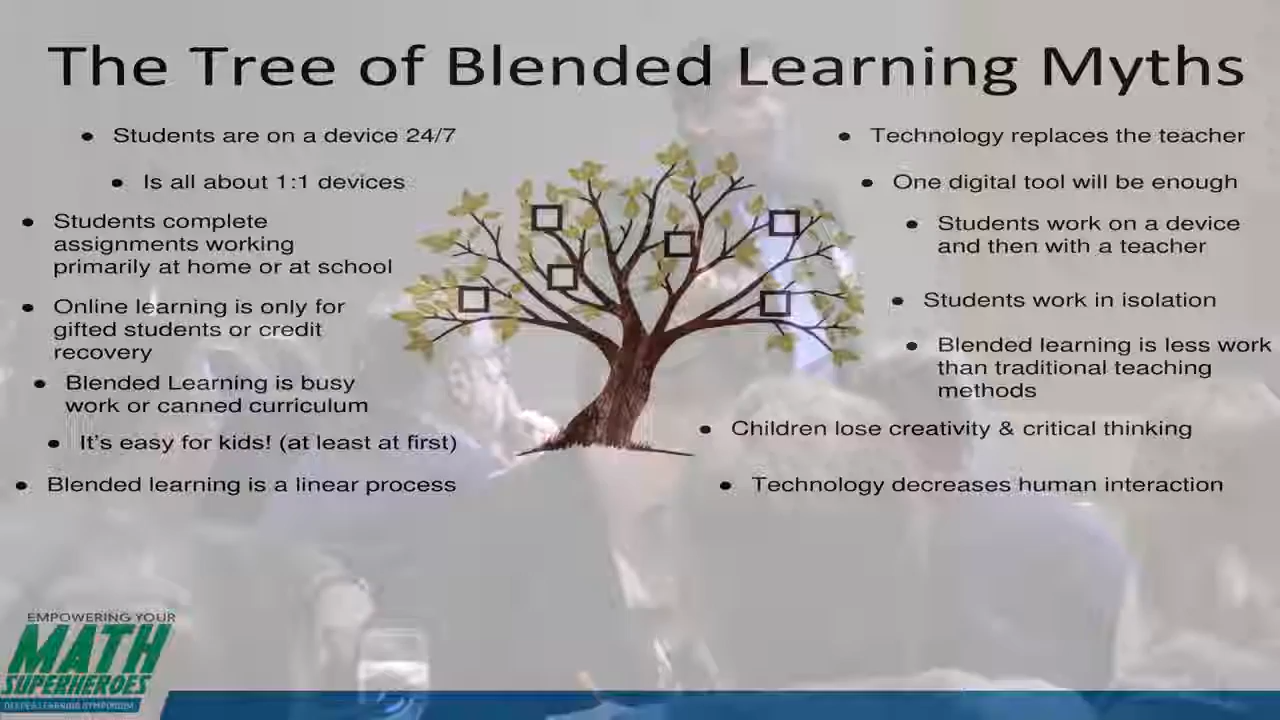 The Tree of Blended Learning Myths
• Students are on a device 24/7
• Is all about 1:1 devices
• Students complete
assignments working
primarily at home or at school
• Online learning is only for
gifted students or credit
recovery
• Blended Learning is busy
work or canned curriculum
• It's easy for kids! (at least at first)
• Blended learning is a linear process
• Technology replaces the teacher
• One digital tool will be enough
• Students work on a device
and then with a teacher
• Students work in isolation
• Blended learning is less work
than traditional teaching
methods
• Children lose creativity & critical thinking
• Technology decreases human interaction
EMPOWERING YOUR
MATH
SUPERHEROES
DEEPER LEARNING SYMPOSIUM